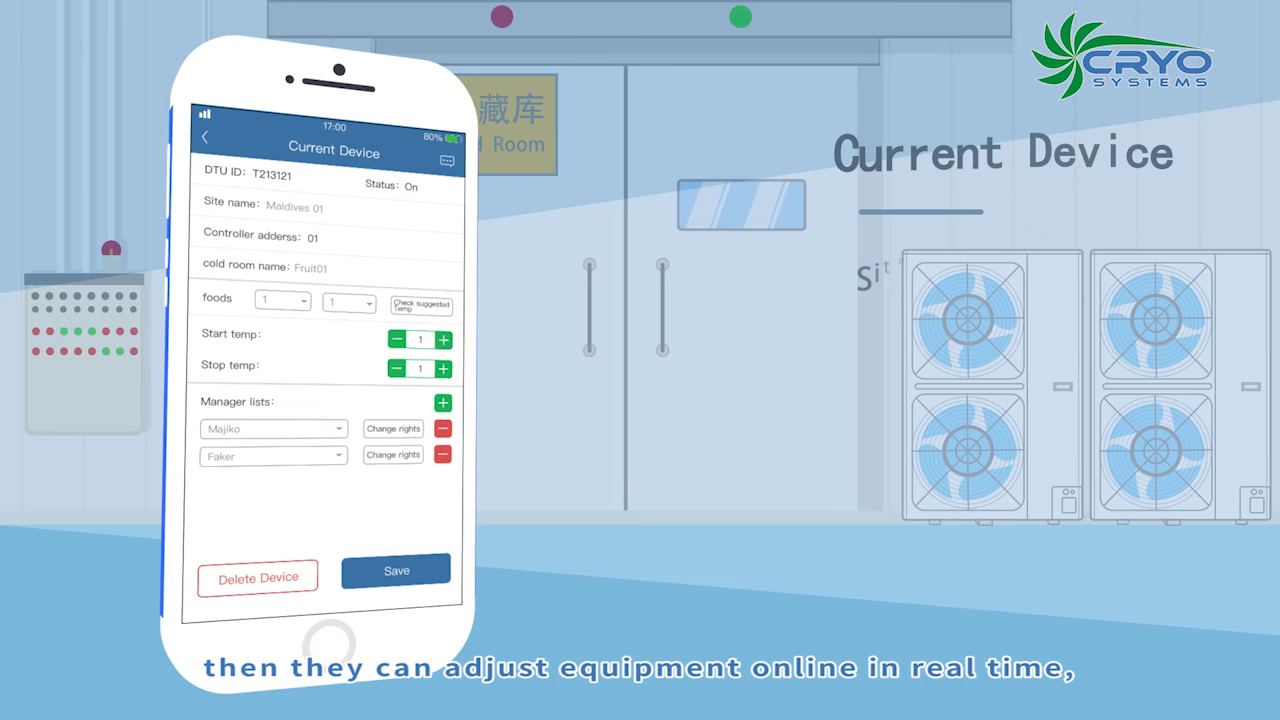 CRYO
SYSTEMS
17:00
80%
Current Device
DTU ID: T213121
Status: On
Site name: Maldives 01
Controller adderss: 01
cold room name: Fruit01
foods 1 1 Check suggested
Temp
Start temp: 1
Stop temp: 1
Manager lists:
Majiko Change rights
Faker Change rights
Delete Device Save
藏库
Room
Current Device
Sit
then they can adjust equipment online in real time,